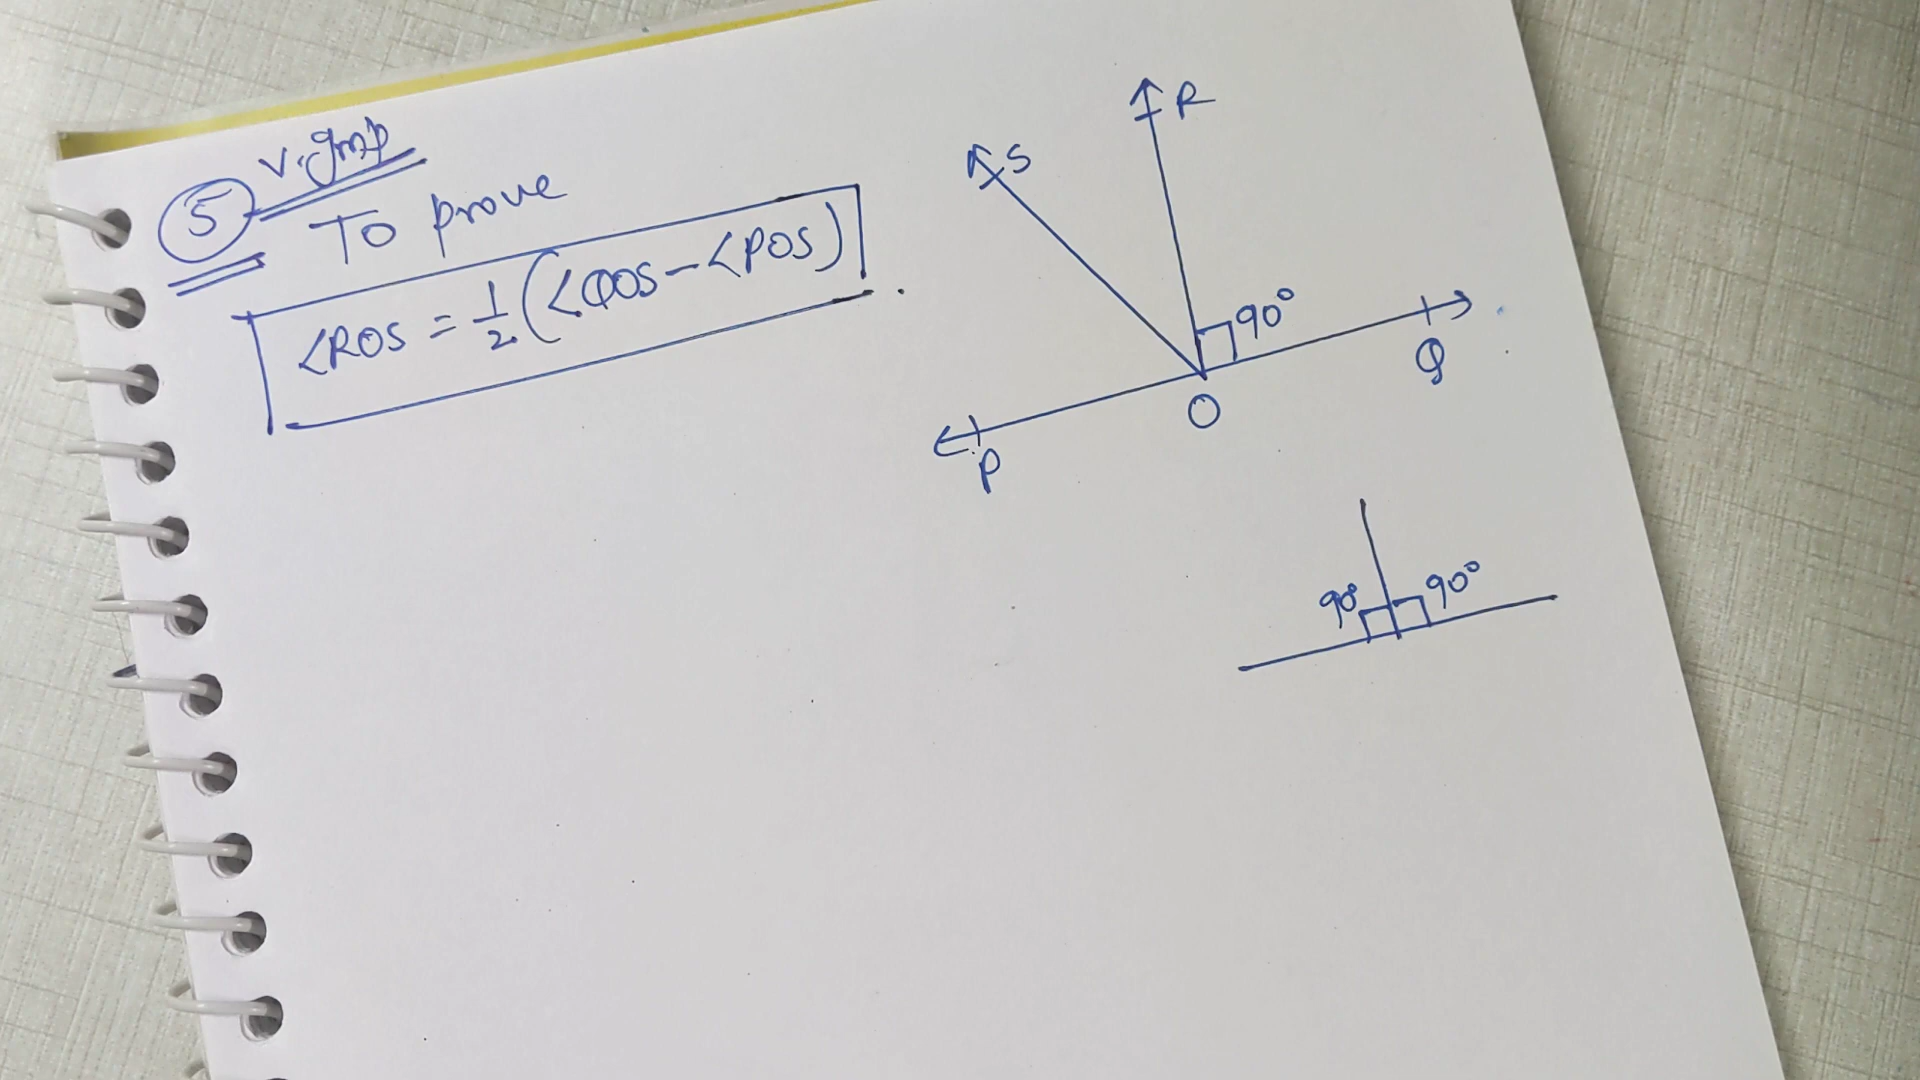 5 V. Imp
To prove
∠ROS = 1/2 (∠QOS - ∠POS) .
R
S
90°
Q
O
P
90° 90°